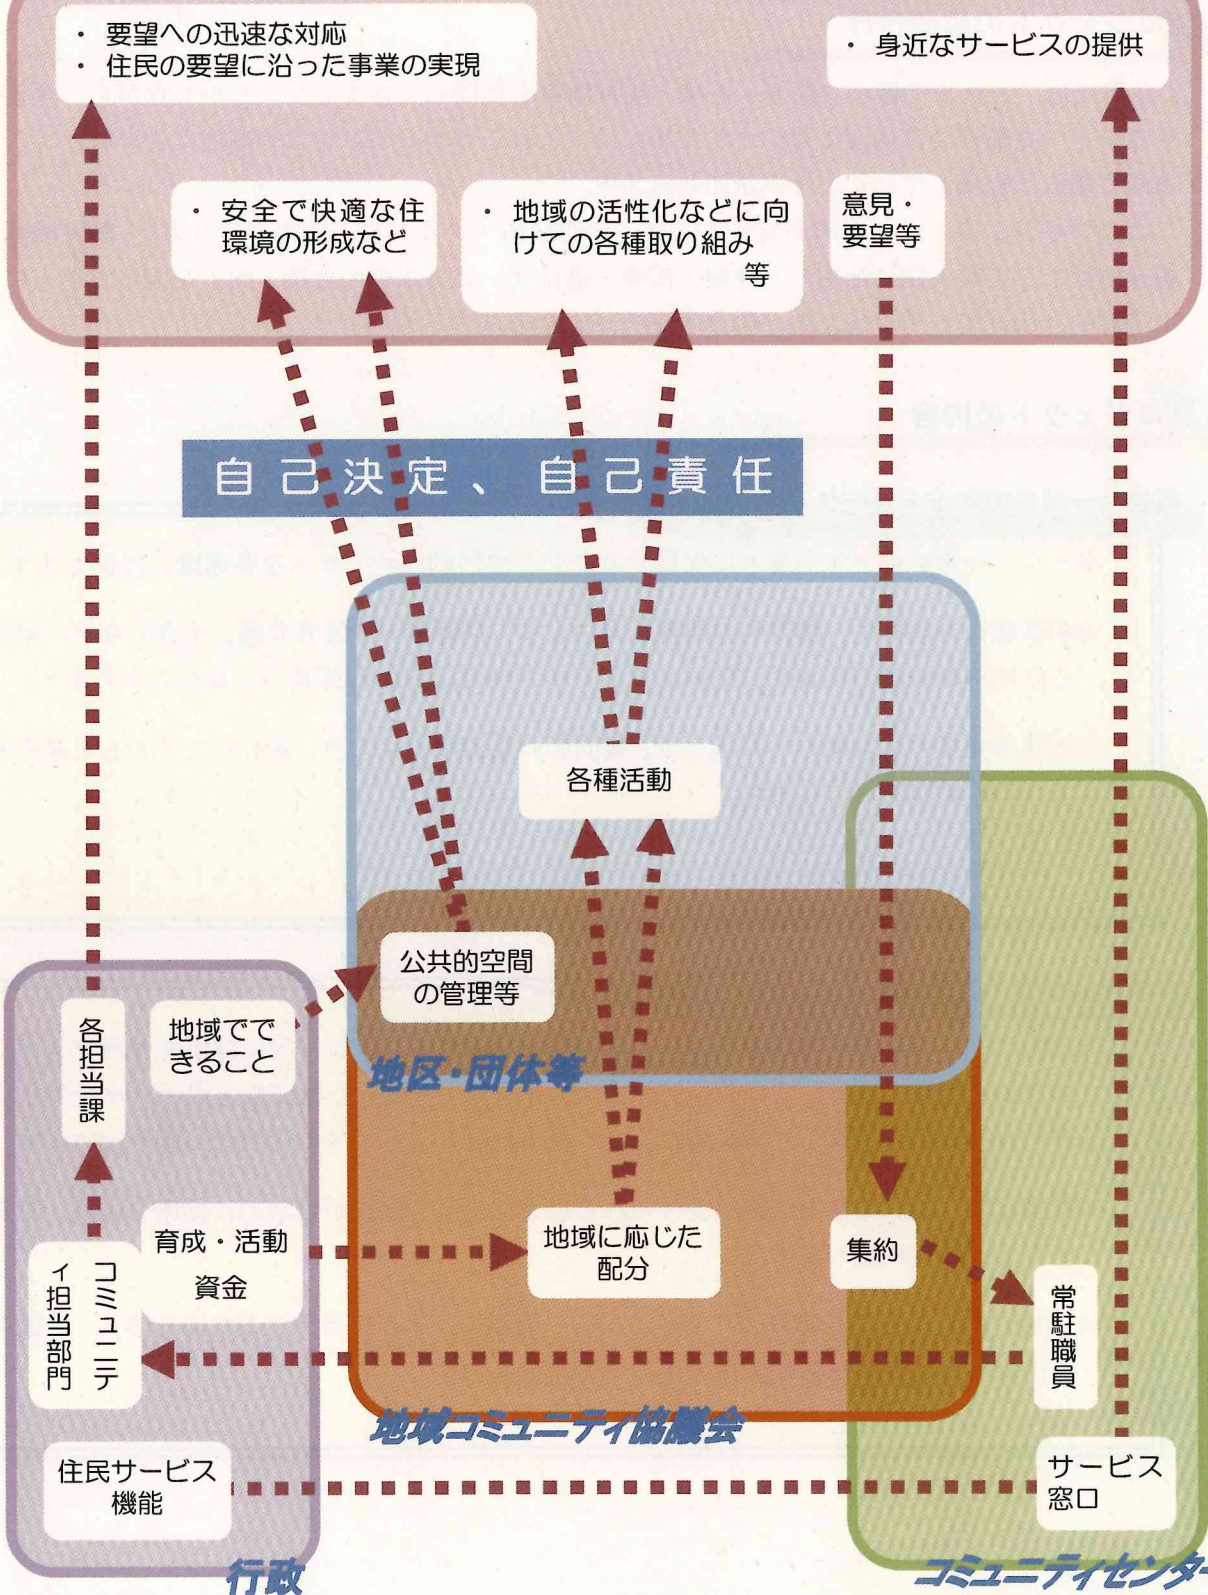 ・ 要望への迅速な対応
・ 住民の要望に沿った事業の実現
・ 身近なサービスの提供
・ 安全で快適な住
環境の形成など
・ 地域の活性化などに向
けての各種取り組み
等
意見・
要望等
自己決定、自己責任
各種活動
公共的空間
の管理等
地区・団体等
各担当課
地域でで
きること
育成・活動
資金
コミュニテ
ィ担当部門
地域に応じた
配分
集約
常駐職員
地域コミュニティ協議会
住民サービス
機能
サービス
窓口
行政
コミュニティセンター